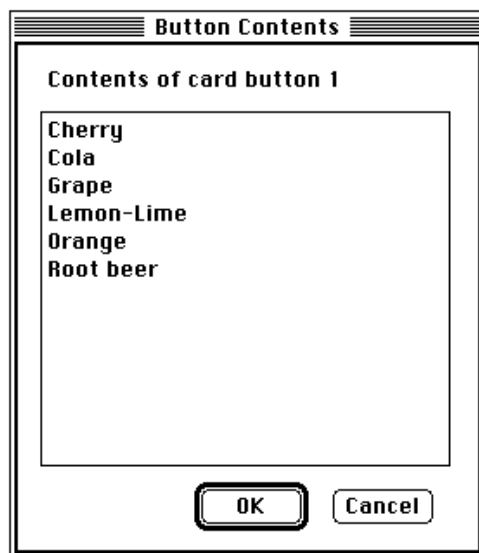 Button Contents
Contents of card button 1
Cherry
Cola
Grape
Lemon-Lime
Orange
Root beer
OK
Cancel